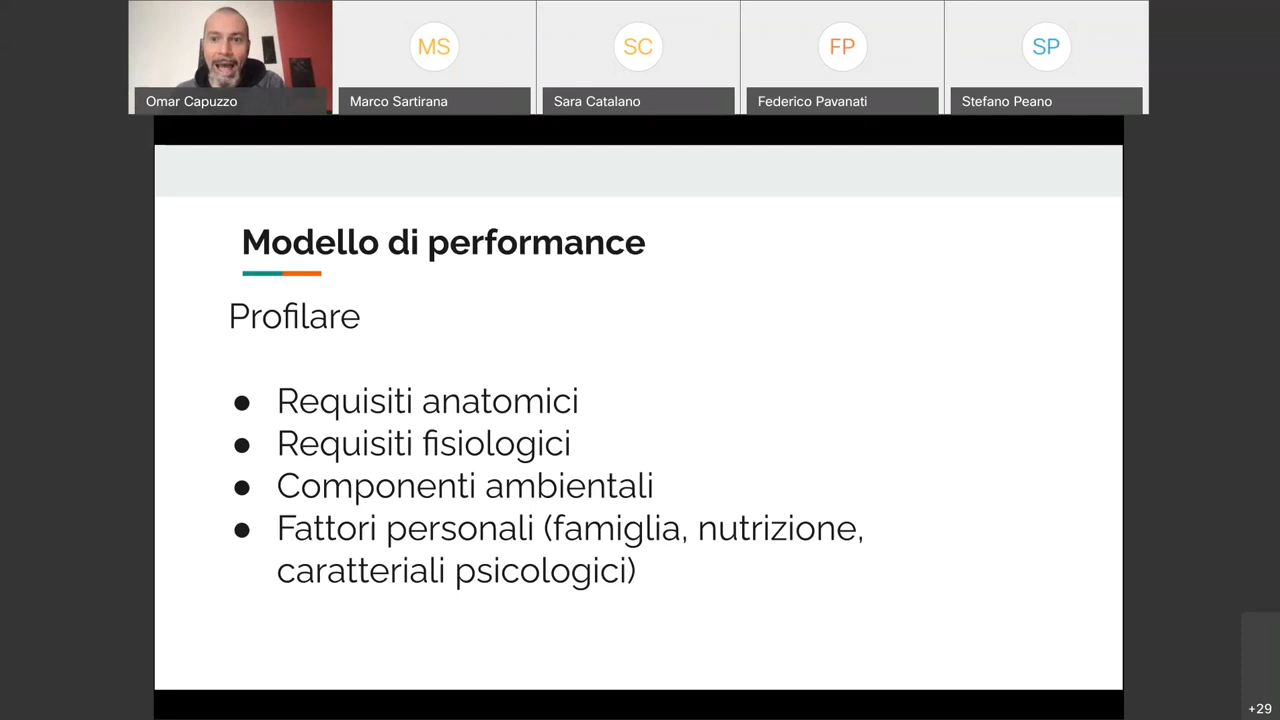 MS
SC
FP
SP
Omar Capuzzo
Marco Sartirana
Sara Catalano
Federico Pavanati
Stefano Peano
Modello di performance
Profilare
● Requisiti anatomici
● Requisiti fisiologici
● Componenti ambientali
● Fattori personali (famiglia, nutrizione,
caratteriali psicologici)
+29